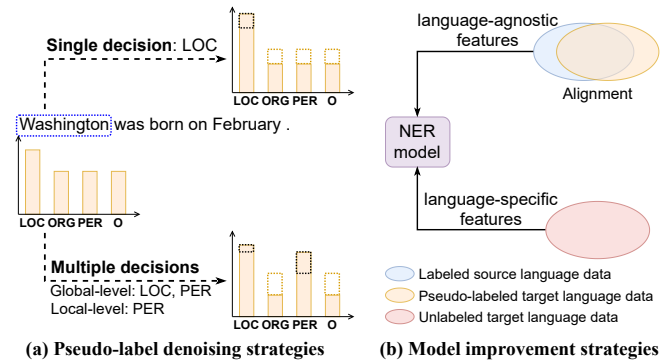 Single decision: LOC
LOC ORG PER O
Washington was born on February .
LOC ORG PER O
Multiple decisions
Global-level: LOC, PER
Local-level: PER
LOC ORG PER O
(a) Pseudo-label denoising strategies
language-agnostic
features
Alignment
NER
model
language-specific
features
Labeled source language data
Pseudo-labeled target language data
Unlabeled target language data
(b) Model improvement strategies